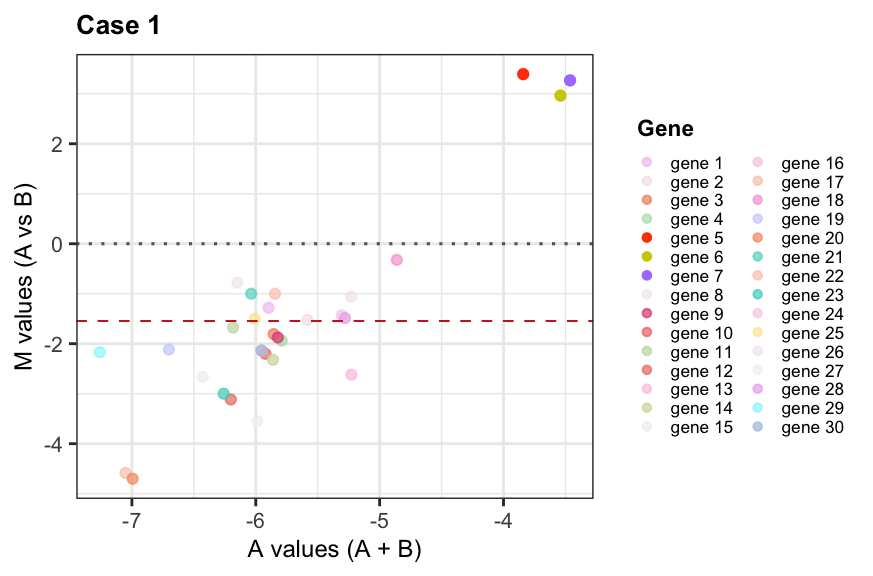 Case 1
M values (A vs B)
2
0
-2
-4
-7
-6
-5
-4
A values (A + B)
Gene
gene 1
gene 2
gene 3
gene 4
gene 5
gene 6
gene 7
gene 8
gene 9
gene 10
gene 11
gene 12
gene 13
gene 14
gene 15
gene 16
gene 17
gene 18
gene 19
gene 20
gene 21
gene 22
gene 23
gene 24
gene 25
gene 26
gene 27
gene 28
gene 29
gene 30